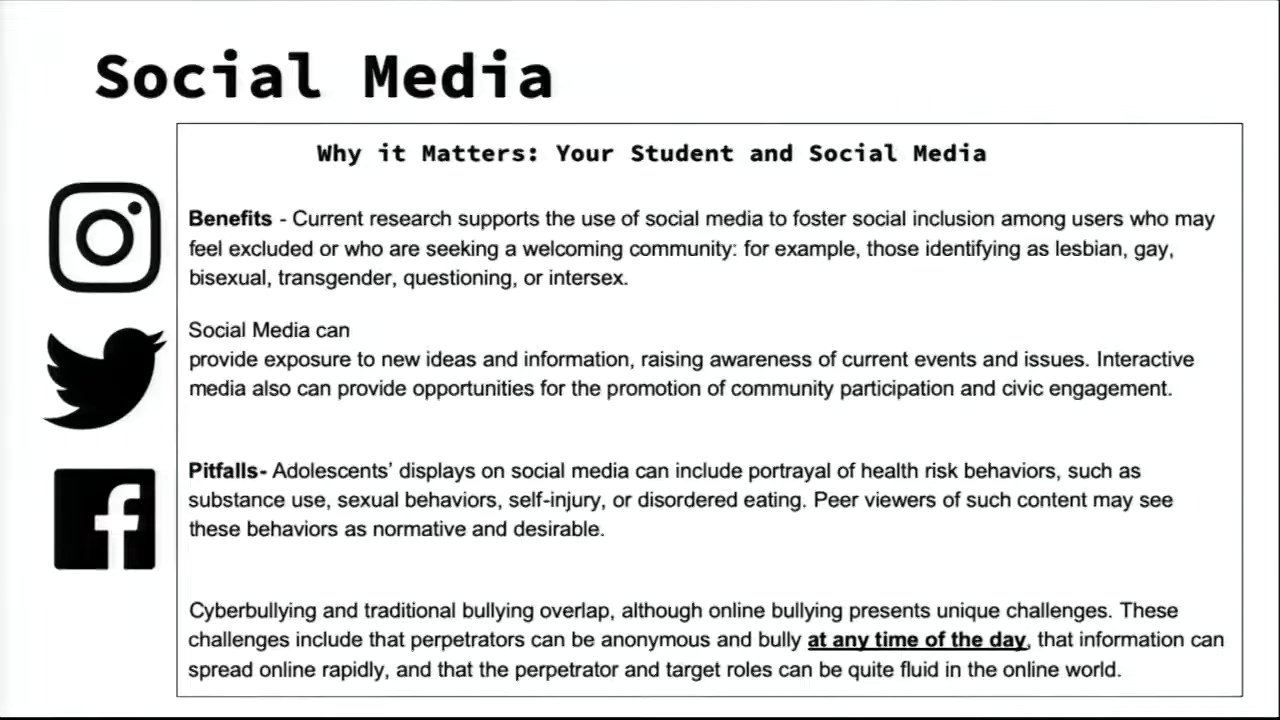 Social Media
Why it Matters: Your Student and Social Media
Benefits - Current research supports the use of social media to foster social inclusion among users who may
feel excluded or who are seeking a welcoming community: for example, those identifying as lesbian, gay,
bisexual, transgender, questioning, or intersex.
Social Media can
provide exposure to new ideas and information, raising awareness of current events and issues. Interactive
media also can provide opportunities for the promotion of community participation and civic engagement.
Pitfalls- Adolescents’ displays on social media can include portrayal of health risk behaviors, such as
substance use, sexual behaviors, self-injury, or disordered eating. Peer viewers of such content may see
these behaviors as normative and desirable.
Cyberbullying and traditional bullying overlap, although online bullying presents unique challenges. These
challenges include that perpetrators can be anonymous and bully at any time of the day, that information can
spread online rapidly, and that the perpetrator and target roles can be quite fluid in the online world.